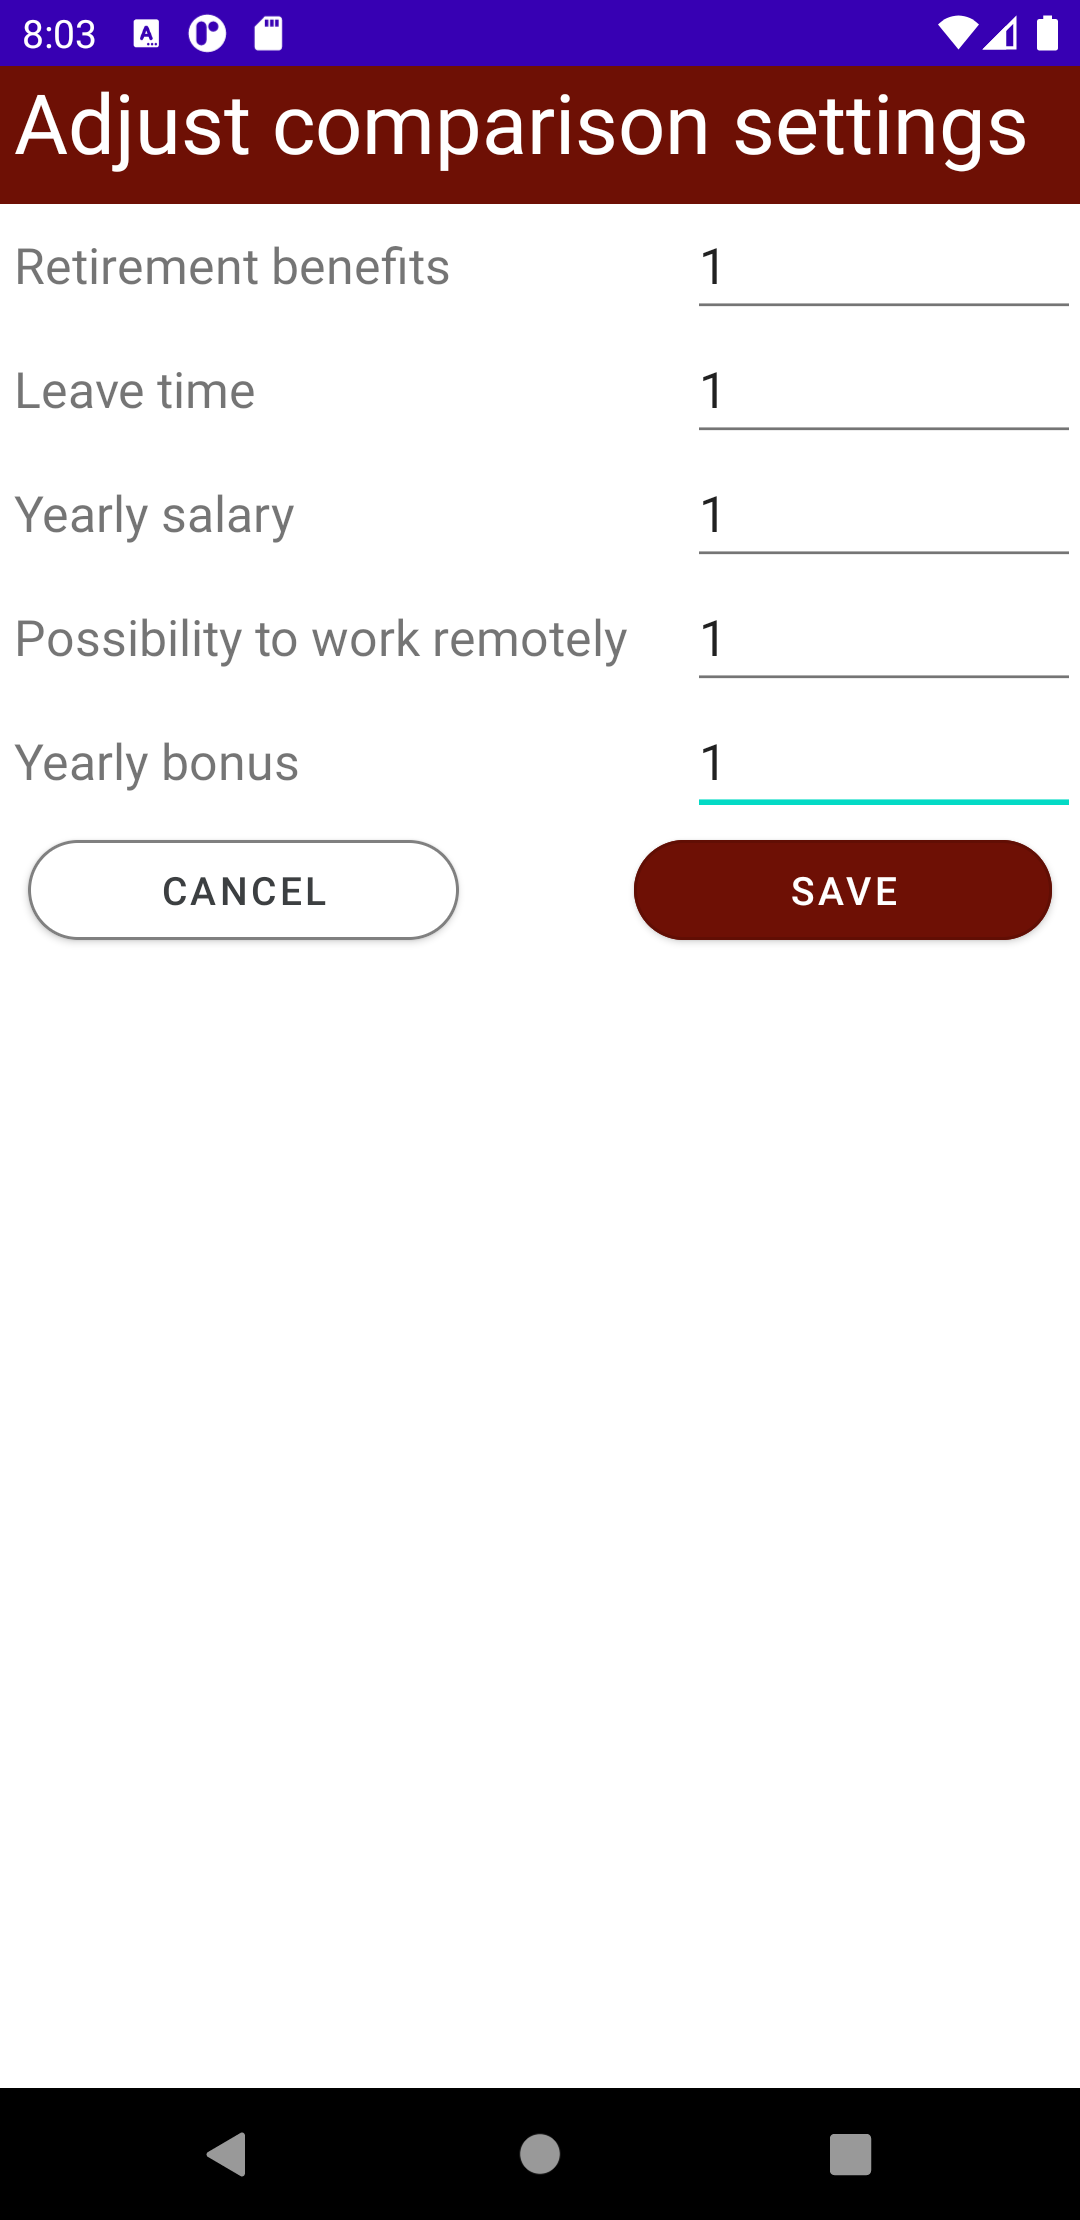 8:03
Adjust comparison settings
Retirement benefits 1
Leave time 1
Yearly salary 1
Possibility to work remotely 1
Yearly bonus 1
CANCEL SAVE